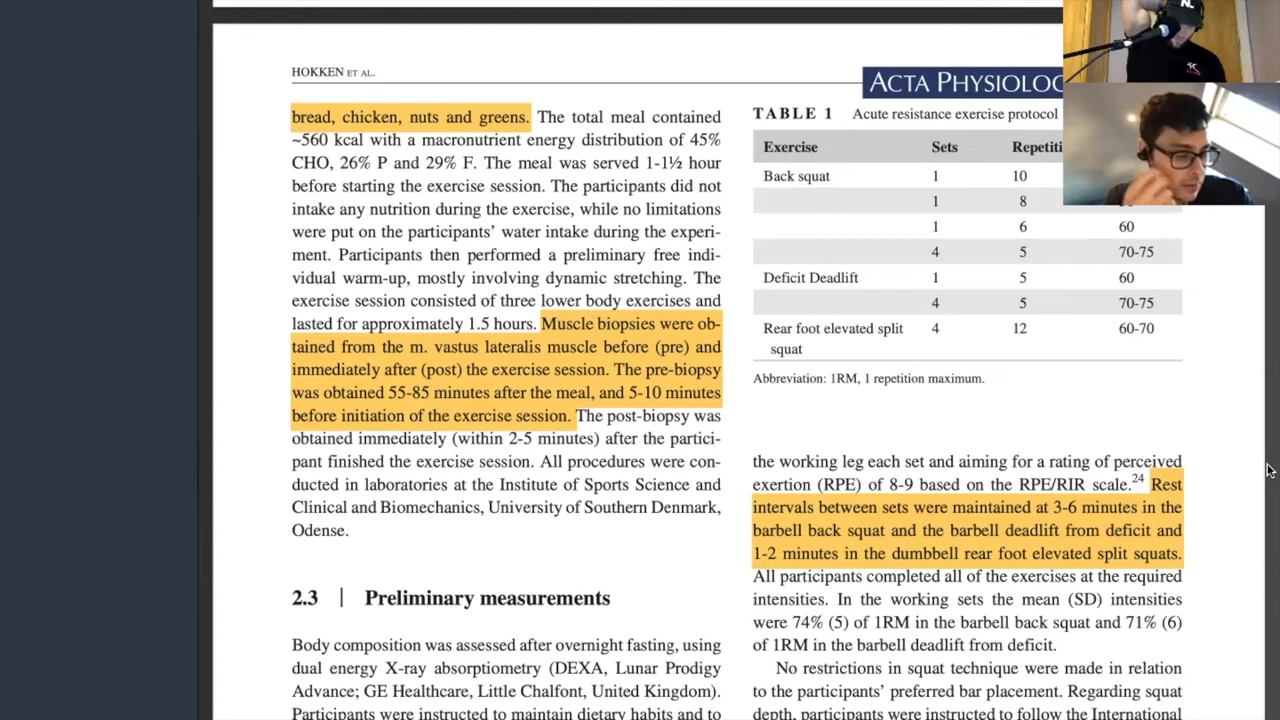 HOKKEN ET AL.
ACTA PHYSIOLOG
bread, chicken, nuts and greens. The total meal contained
~560 kcal with a macronutrient energy distribution of 45%
CHO, 26% P and 29% F. The meal was served 1-1½ hour
before starting the exercise session. The participants did not
intake any nutrition during the exercise, while no limitations
were put on the participants’ water intake during the experi-
ment. Participants then performed a preliminary free indi-
vidual warm-up, mostly involving dynamic stretching. The
exercise session consisted of three lower body exercises and
lasted for approximately 1.5 hours. Muscle biopsies were ob-
tained from the m. vastus lateralis muscle before (pre) and
immediately after (post) the exercise session. The pre-biopsy
was obtained 55-85 minutes after the meal, and 5-10 minutes
before initiation of the exercise session. The post-biopsy was
obtained immediately (within 2-5 minutes) after the partici-
pant finished the exercise session. All procedures were con-
ducted in laboratories at the Institute of Sports Science and
Clinical and Biomechanics, University of Southern Denmark,
Odense.
2.3 | Preliminary measurements
Body composition was assessed after overnight fasting, using
dual energy X-ray absorptiometry (DEXA, Lunar Prodigy
Advance; GE Healthcare, Little Chalfont, United Kingdom).
Participants were instructed to maintain dietary habits and to
TABLE 1 Acute resistance exercise protocol
Exercise Sets Repetiti
Back squat 1 10
1 8
1 6 60
4 5 70-75
Deficit Deadlift 1 5 60
4 5 70-75
Rear foot elevated split 4 12 60-70
squat
Abbreviation: 1RM, 1 repetition maximum.
the working leg each set and aiming for a rating of perceived
exertion (RPE) of 8-9 based on the RPE/RIR scale.24 Rest
intervals between sets were maintained at 3-6 minutes in the
barbell back squat and the barbell deadlift from deficit and
1-2 minutes in the dumbbell rear foot elevated split squats.
All participants completed all of the exercises at the required
intensities. In the working sets the mean (SD) intensities
were 74% (5) of 1RM in the barbell back squat and 71% (6)
of 1RM in the barbell deadlift from deficit.
No restrictions in squat technique were made in relation
to the participants’ preferred bar placement. Regarding squat
depth, participants were instructed to follow the International